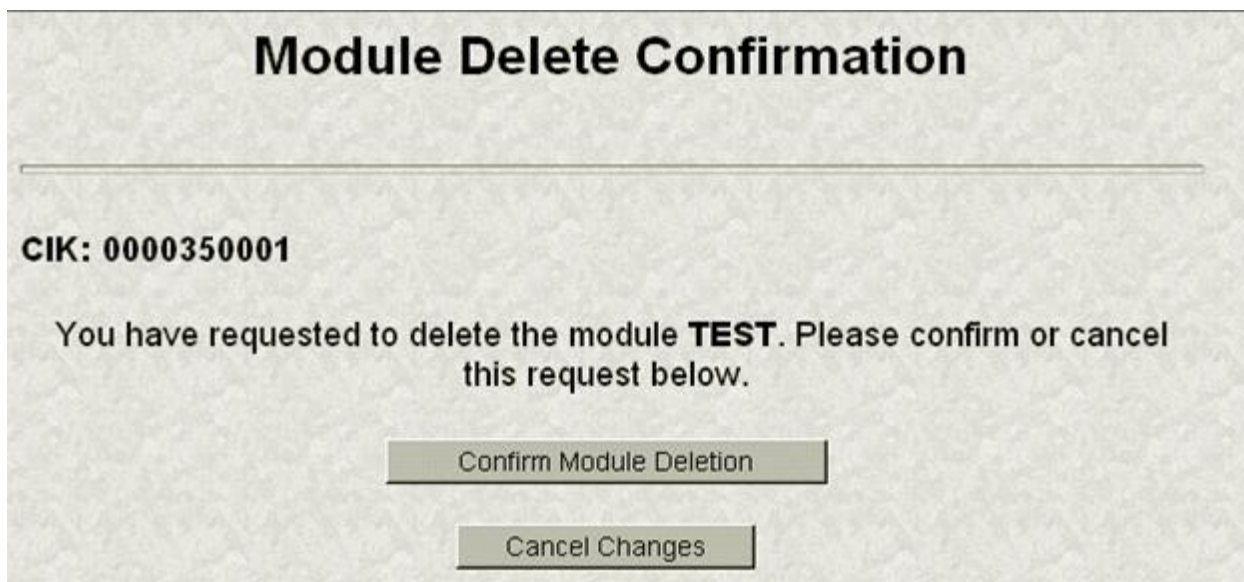 Module Delete Confirmation
CIK: 0000350001
You have requested to delete the module TEST. Please confirm or cancel
this request below.
Confirm Module Deletion
Cancel Changes